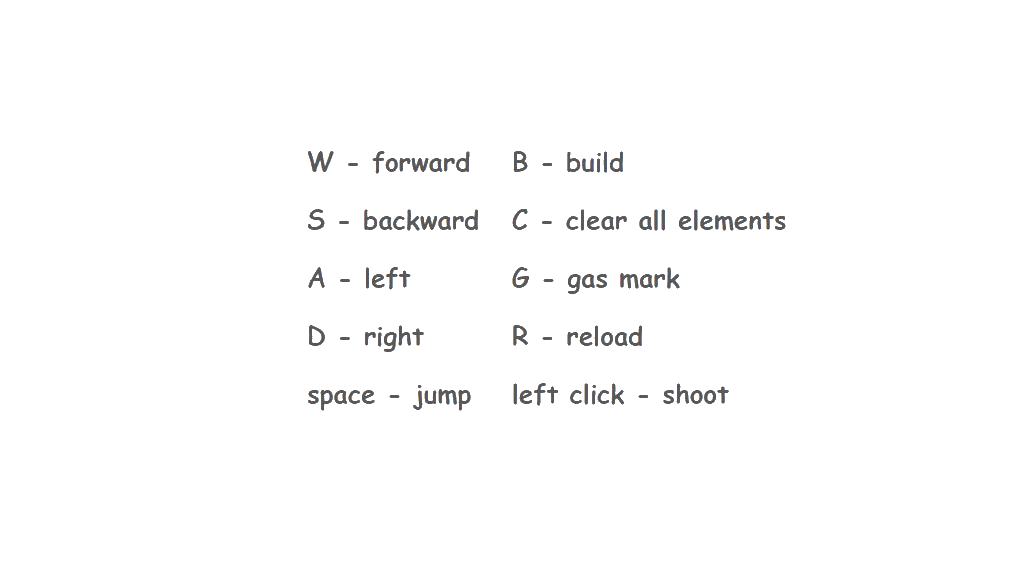 W - forward
S - backward
A - left
D - right
space - jump
B - build
C - clear all elements
G - gas mark
R - reload
left click - shoot